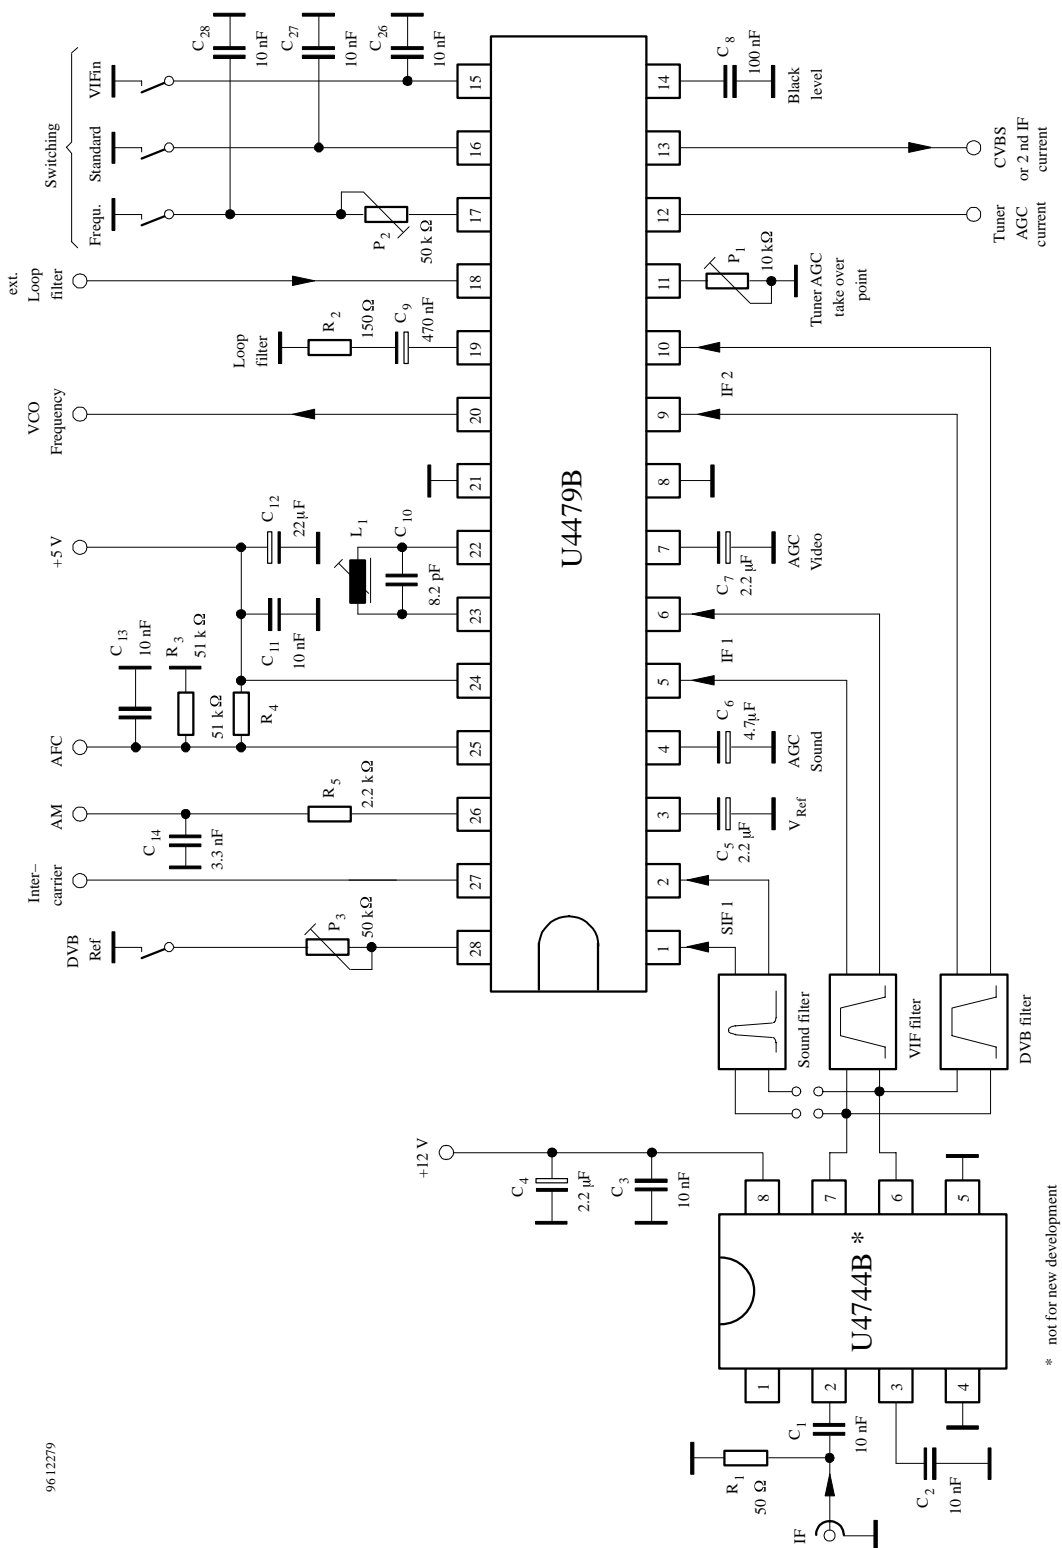 9612279
Switching
VIFin
Standard
Frequ.
ext.
Loop
filter
Loop
filter
VCO
Frequency
+5 V
AFC
AM
Inter–
carrier
DVB
Ref
C28
10 nF
C27
10 nF
C26
10 nF
P2
50 k Ω
R2
150 Ω
C9
470 nF
C12
22 µF
C11
10 nF
L1
C10
8.2 pF
C13
10 nF
R3
51 k Ω
51 k Ω
R4
R5
2.2 k Ω
C14
3.3 nF
P3
50 kΩ
28
27
26
25
24
23
22
21
20
19
18
17
16
15
U4479B
1
2
3
4
5
6
7
8
9
10
11
12
13
14
SIF 1
C5
2.2 µF
VRef
C6
4.7µF
AGC
Sound
IF 1
C7
2.2 µF
AGC
Video
IF 2
P1
10 kΩ
Tuner AGC
take over
point
Tuner
AGC
current
CVBS
or 2 nd IF
current
C8
100 nF
Black
level
Sound filter
VIF filter
DVB filter
+12 V
C4
2.2 µF
C3
10 nF
8
7
6
5
U4744B *
1
2
3
4
R1
50 Ω
C1
10 nF
C2
10 nF
IF
* not for new development